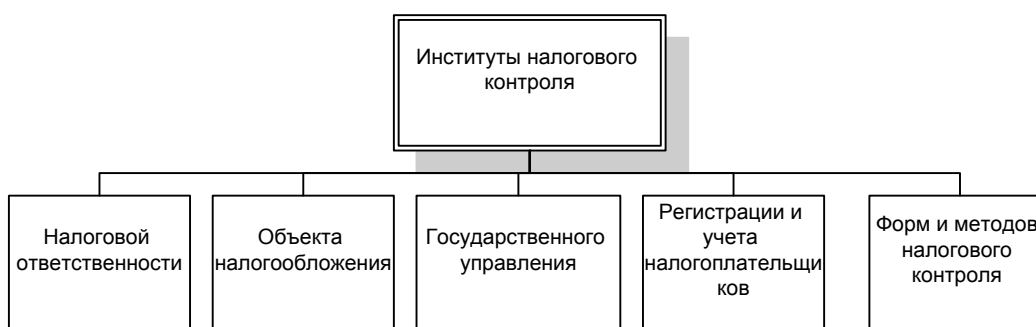 Институты налогового
контроля
Налоговой
ответственности
Объекта
налогообложения
Государственного
управления
Регистрации и
учета
налогоплательщи
ков
Форм и методов
налогового
контроля